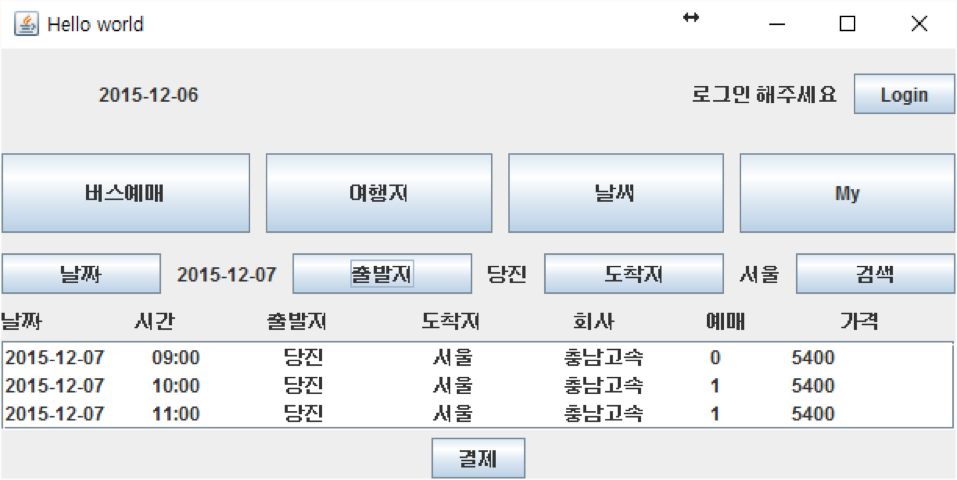 Hello world
2015-12-06 로그인 해주세요 Login
버스예매 여행지 날씨 My
날짜 2015-12-07 출발지 당진 도착지 서울 검색
날짜 시간 출발지 도착지 회사 예매 가격
2015-12-07 09:00 당진 서울 충남고속 0 5400
2015-12-07 10:00 당진 서울 충남고속 1 5400
2015-12-07 11:00 당진 서울 충남고속 1 5400
결제